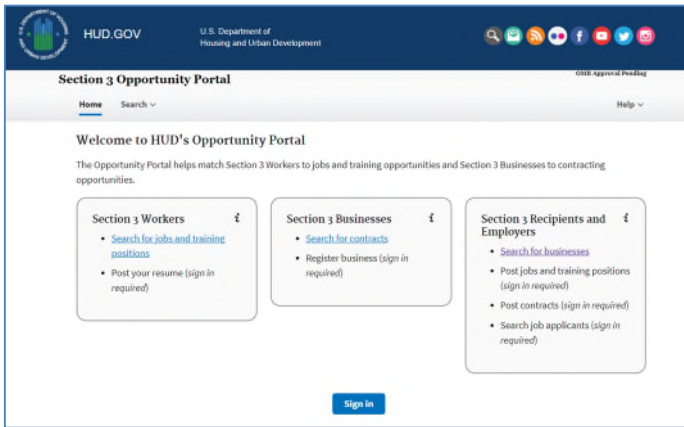 HUD.GOV
U.S. Department of
Housing and Urban Development
OMB Approval Pending
Section 3 Opportunity Portal
Home Search Help
Welcome to HUD's Opportunity Portal
The Opportunity Portal helps match Section 3 Workers to jobs and training opportunities and Section 3 Businesses to contracting
opportunities.
Section 3 Workers i
• Search for jobs and training
positions
• Post your resume (sign in
required)
Section 3 Businesses i
• Search for contracts
• Register business (sign in
required)
Section 3 Recipients and i
Employers
• Search for businesses
• Post jobs and training positions
(sign in required)
• Post contracts (sign in required)
• Search job applicants (sign in
required)
Sign in